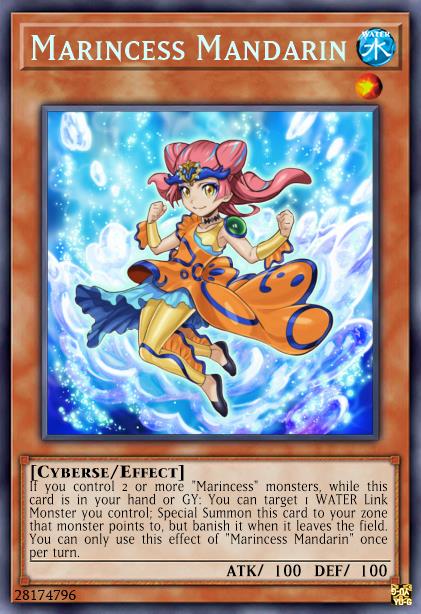 Marincess Mandarin
WATER
水
[Cyberse/Effect]
If you control 2 or more "Marincess" monsters, while this
card is in your hand or GY: You can target 1 WATER Link
Monster you control; Special Summon this card to your zone
that monster points to, but banish it when it leaves the field.
You can only use this effect of "Marincess Mandarin" once
per turn.
ATK/ 100 DEF/ 100
28174796